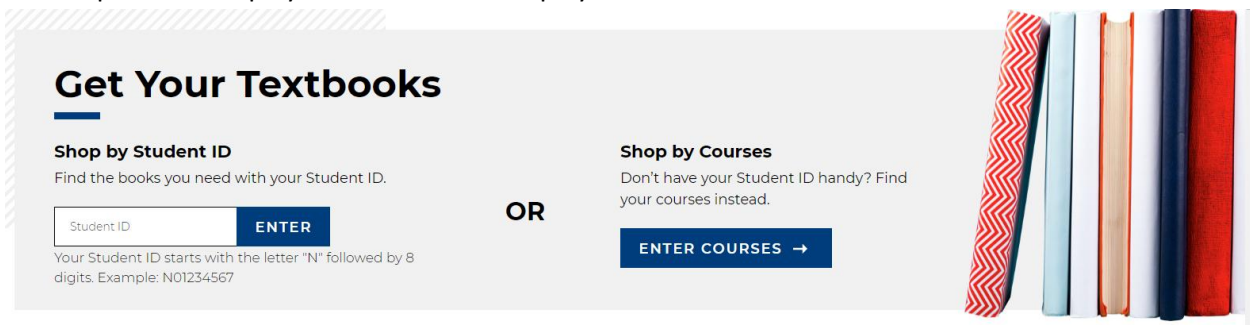 Get Your Textbooks
Shop by Student ID
Find the books you need with your Student ID.
Student ID
ENTER
Your Student ID starts with the letter "N" followed by 8
digits. Example: N01234567
OR
Shop by Courses
Don't have your Student ID handy? Find
your courses instead.
ENTER COURSES →